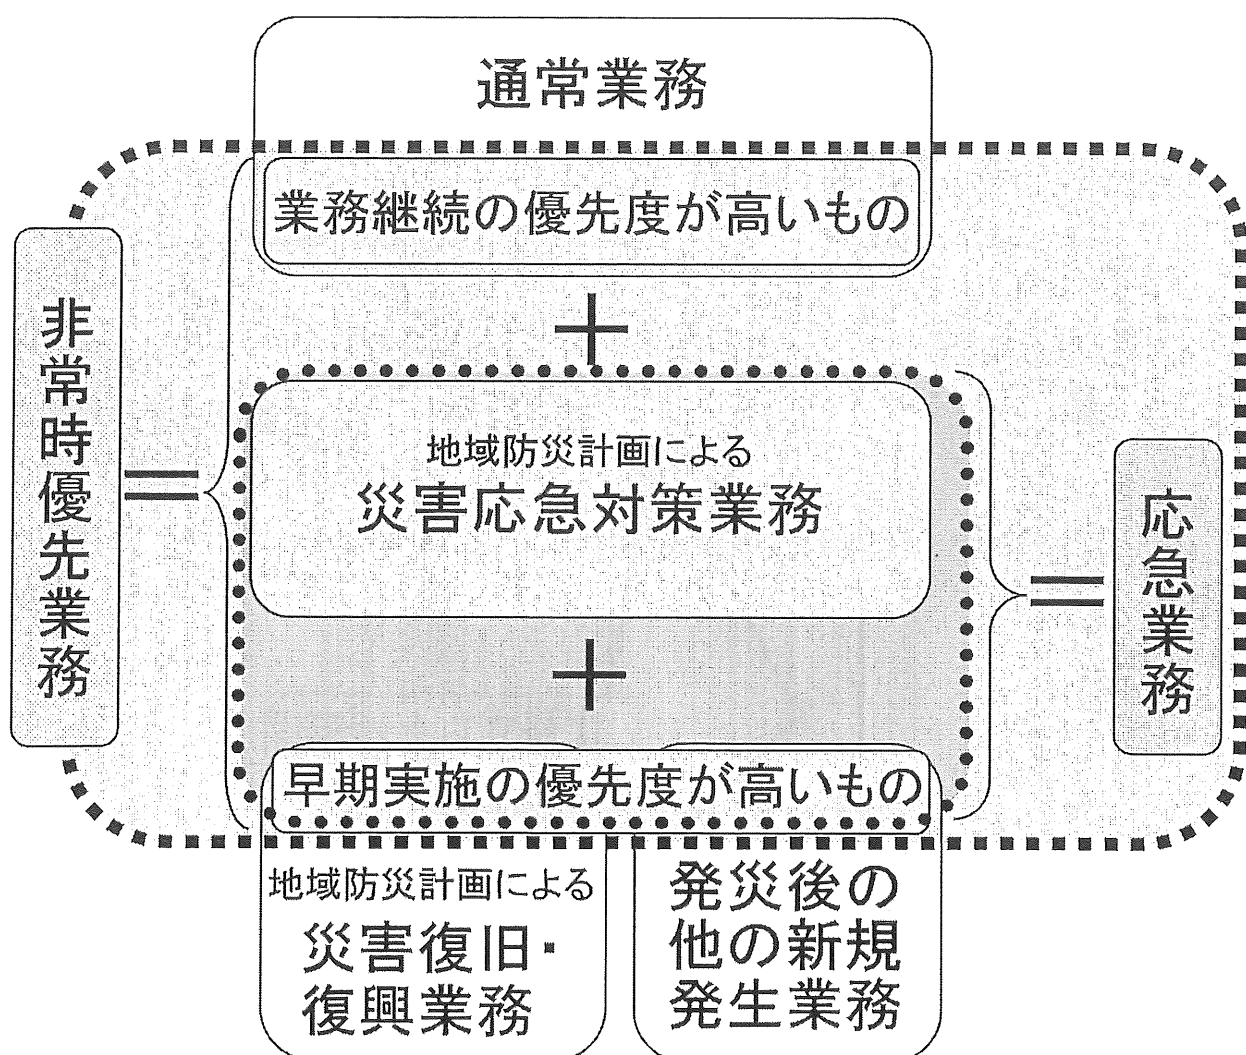 通常業務
業務継続の優先度が高いもの
＋
非常時優先業務
＝
地域防災計画による
災害応急対策業務
＝
応急業務
＋
早期実施の優先度が高いもの
地域防災計画による
災害復旧・
復興業務
発災後の
他の新規
発生業務